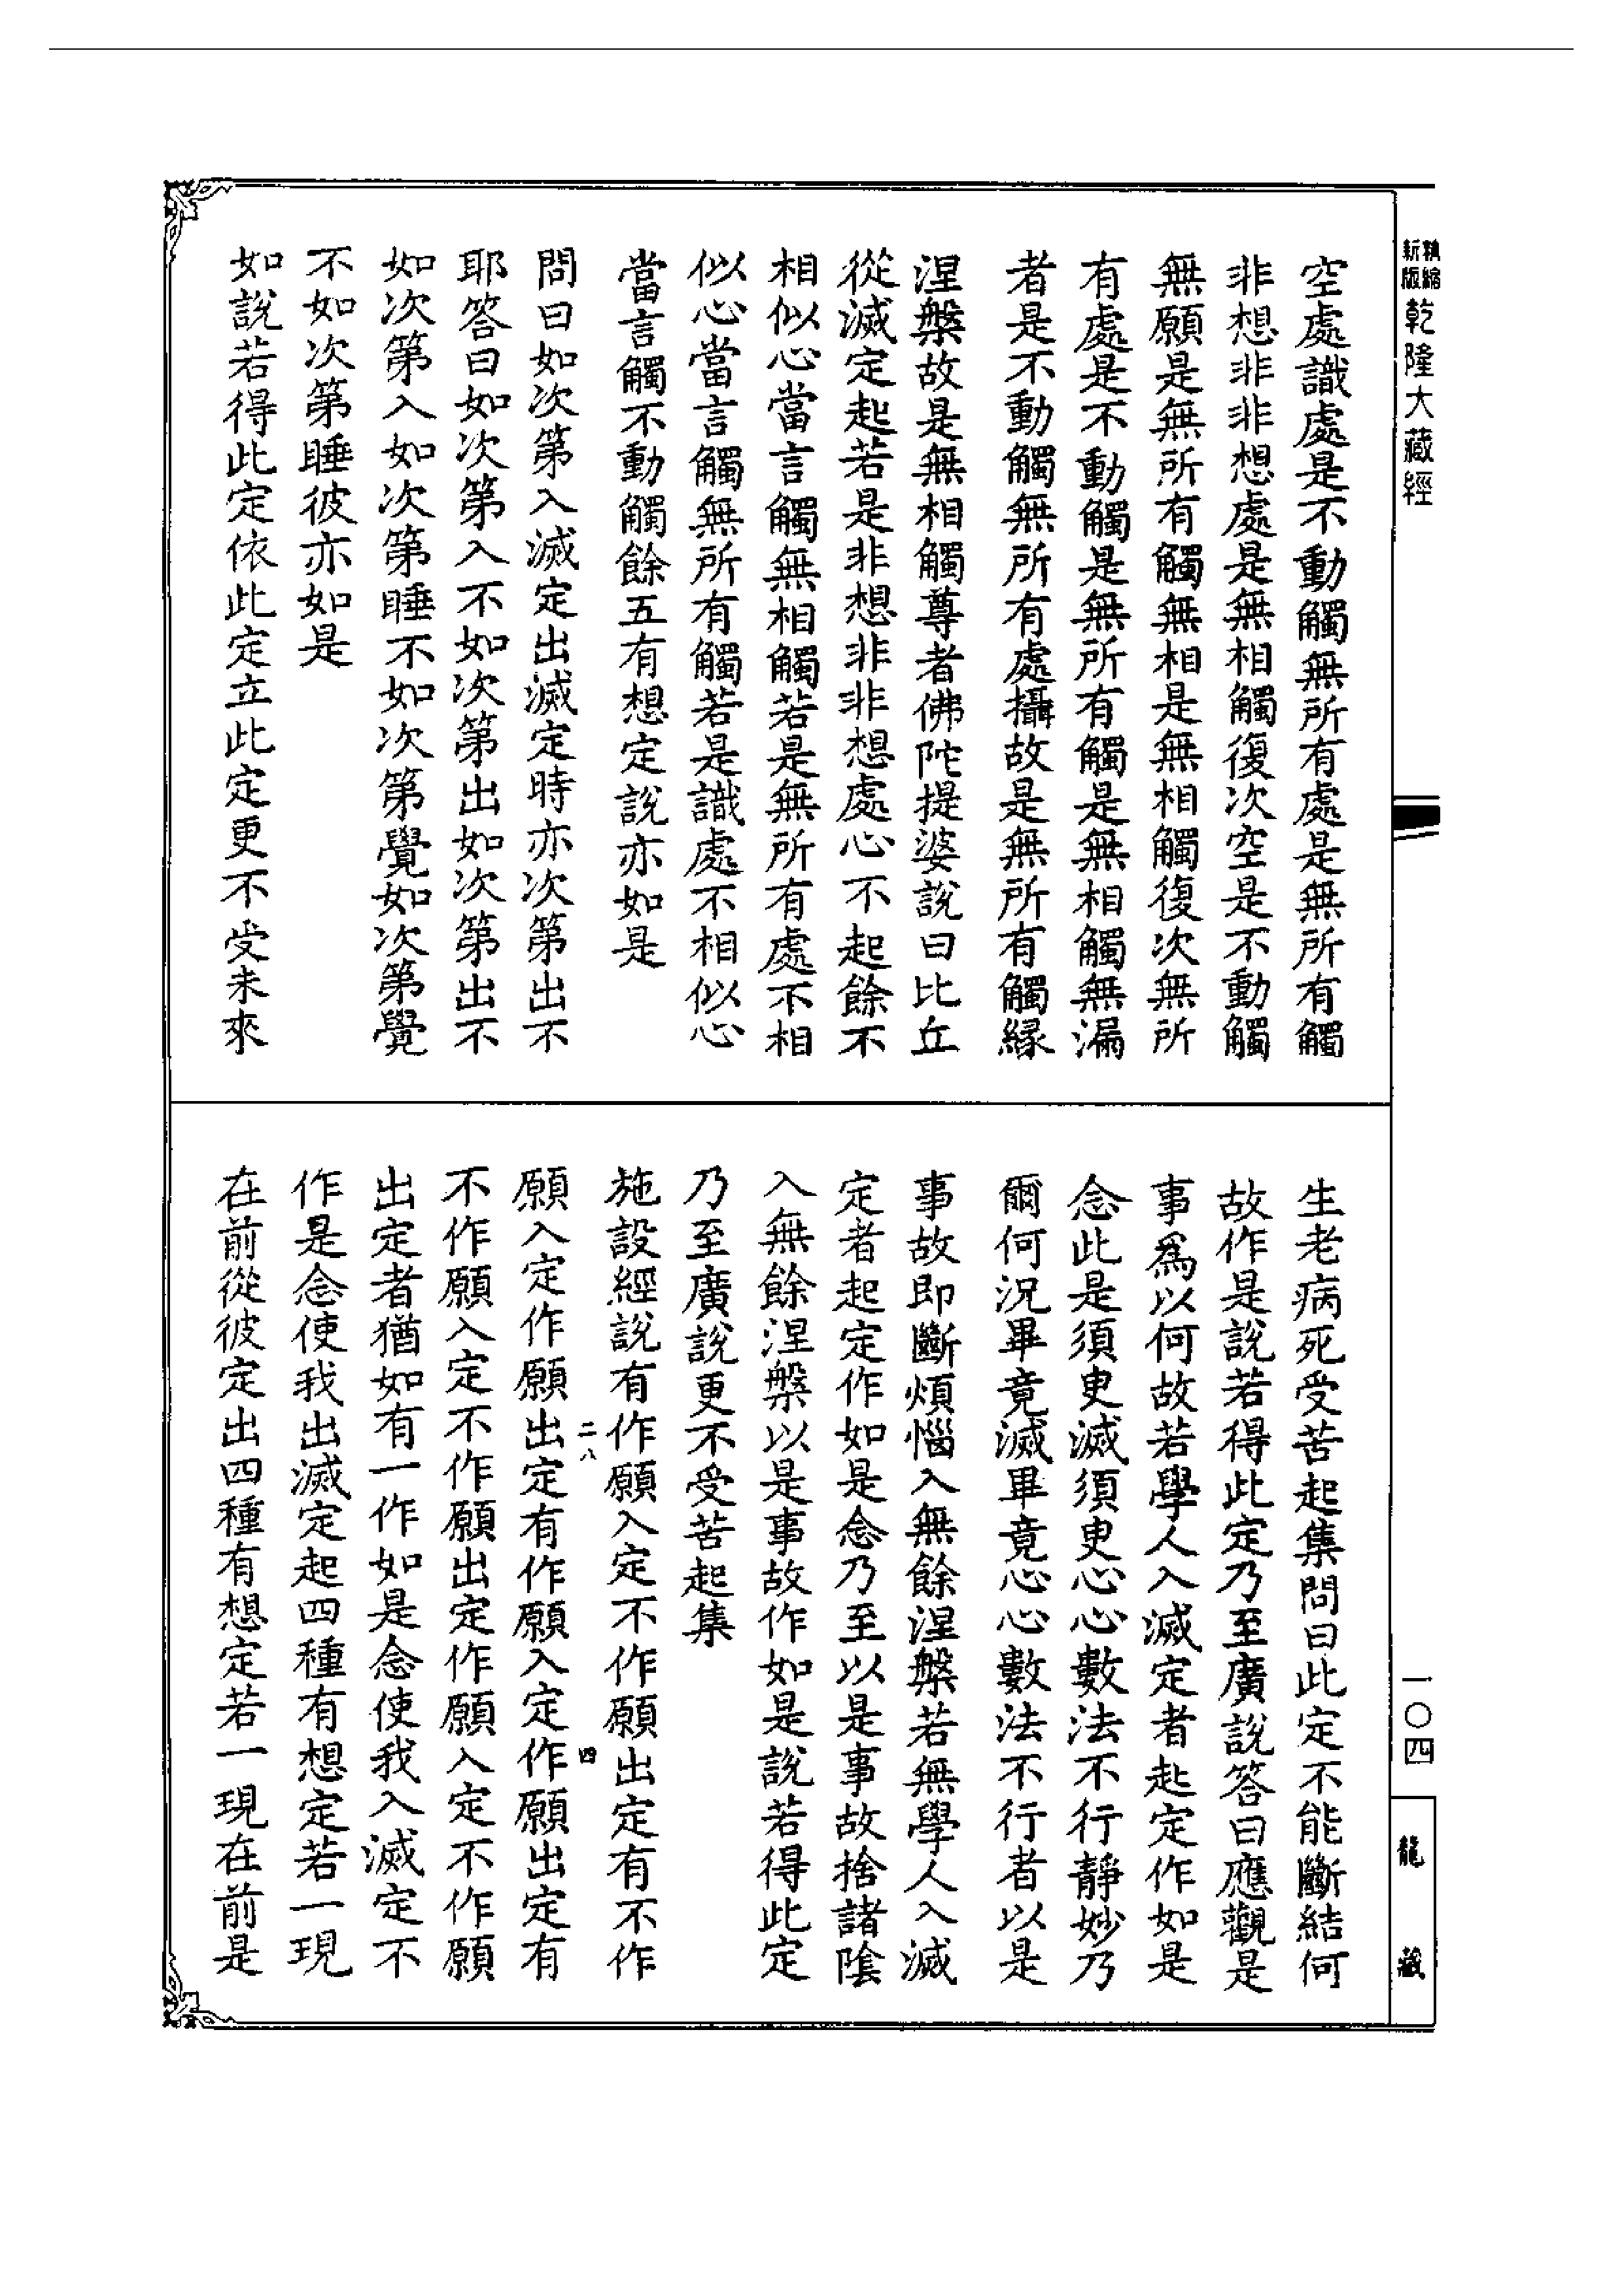 精縮新版乾隆大藏經
空處識處是不動觸無所有處是無所有觸
非想非非想處是無相觸復次空是不動觸
無願是無所有觸無相是無相觸復次無所
有處是不動觸是無所有觸是無相觸無漏
者是不動觸無所有處攝故是無所有觸緣
涅槃故是無相觸尊者佛陀提婆說曰比丘
從滅定起若是非想非非想處心不起餘不
相似心當言觸無相觸若是無所有處不相
似心當言觸無所有觸若是識處不相似心
當言觸不動觸餘五有想定說亦如是
問曰如次第入滅定出滅定時亦次第出不
耶答曰如次第入不如次第出如次第出不
如次第入如次第睡不如次第覺如次第覺
不如次第睡彼亦如是
如說若得此定依此定立此定更不受未來
生老病死受苦起集問曰此定不能斷結何
故作是說若得此定乃至廣說答曰應觀是
事爲以何故若學人入滅定者起定作如是
念此是須臾滅須臾心心數法不行靜妙乃
爾何況畢竟滅畢竟心心數法不行者以是
事故即斷煩惱入無餘涅槃若無學人入滅
定者起定作如是念乃至以是事故捨諸陰
入無餘涅槃以是事故作如是說若得此定
乃至廣說更不受苦起集
施設經說有作願入定不作願出定有不作
二八 四
願入定作願出定有作願入定作願出定有
不作願入定不作願出定作願入定不作願
出定者猶如有一作如是念使我入滅定不
作是念使我出滅定起四種有想定若一現
在前從彼定出四種有想定若一現在前是
一〇四
龍藏